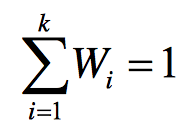 k
∑ Wᵢ = 1
i=1